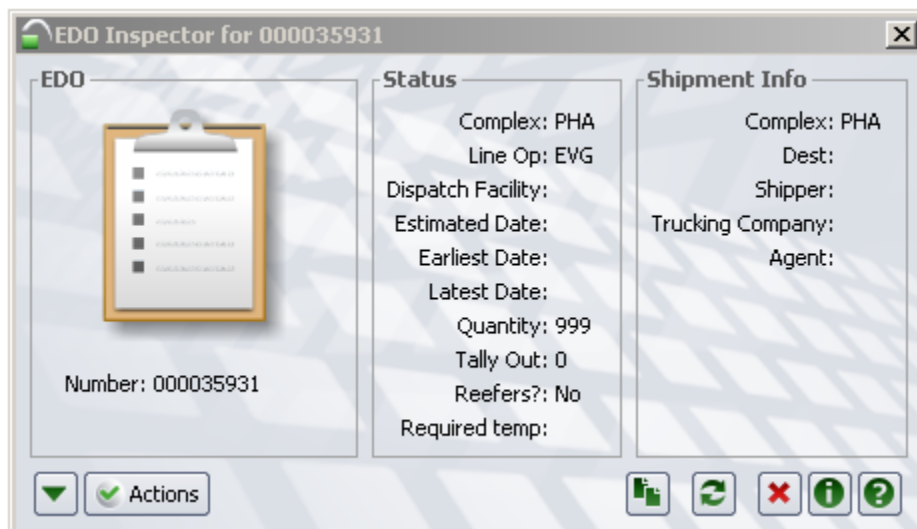 EDO Inspector for 000035931
EDO
Number: 000035931
Status
Complex: PHA
Line Op: EVG
Dispatch Facility:
Estimated Date:
Earliest Date:
Latest Date:
Quantity: 999
Tally Out: 0
Reefers?: No
Required temp:
Shipment Info
Complex: PHA
Dest:
Shipper:
Trucking Company:
Agent:
Actions